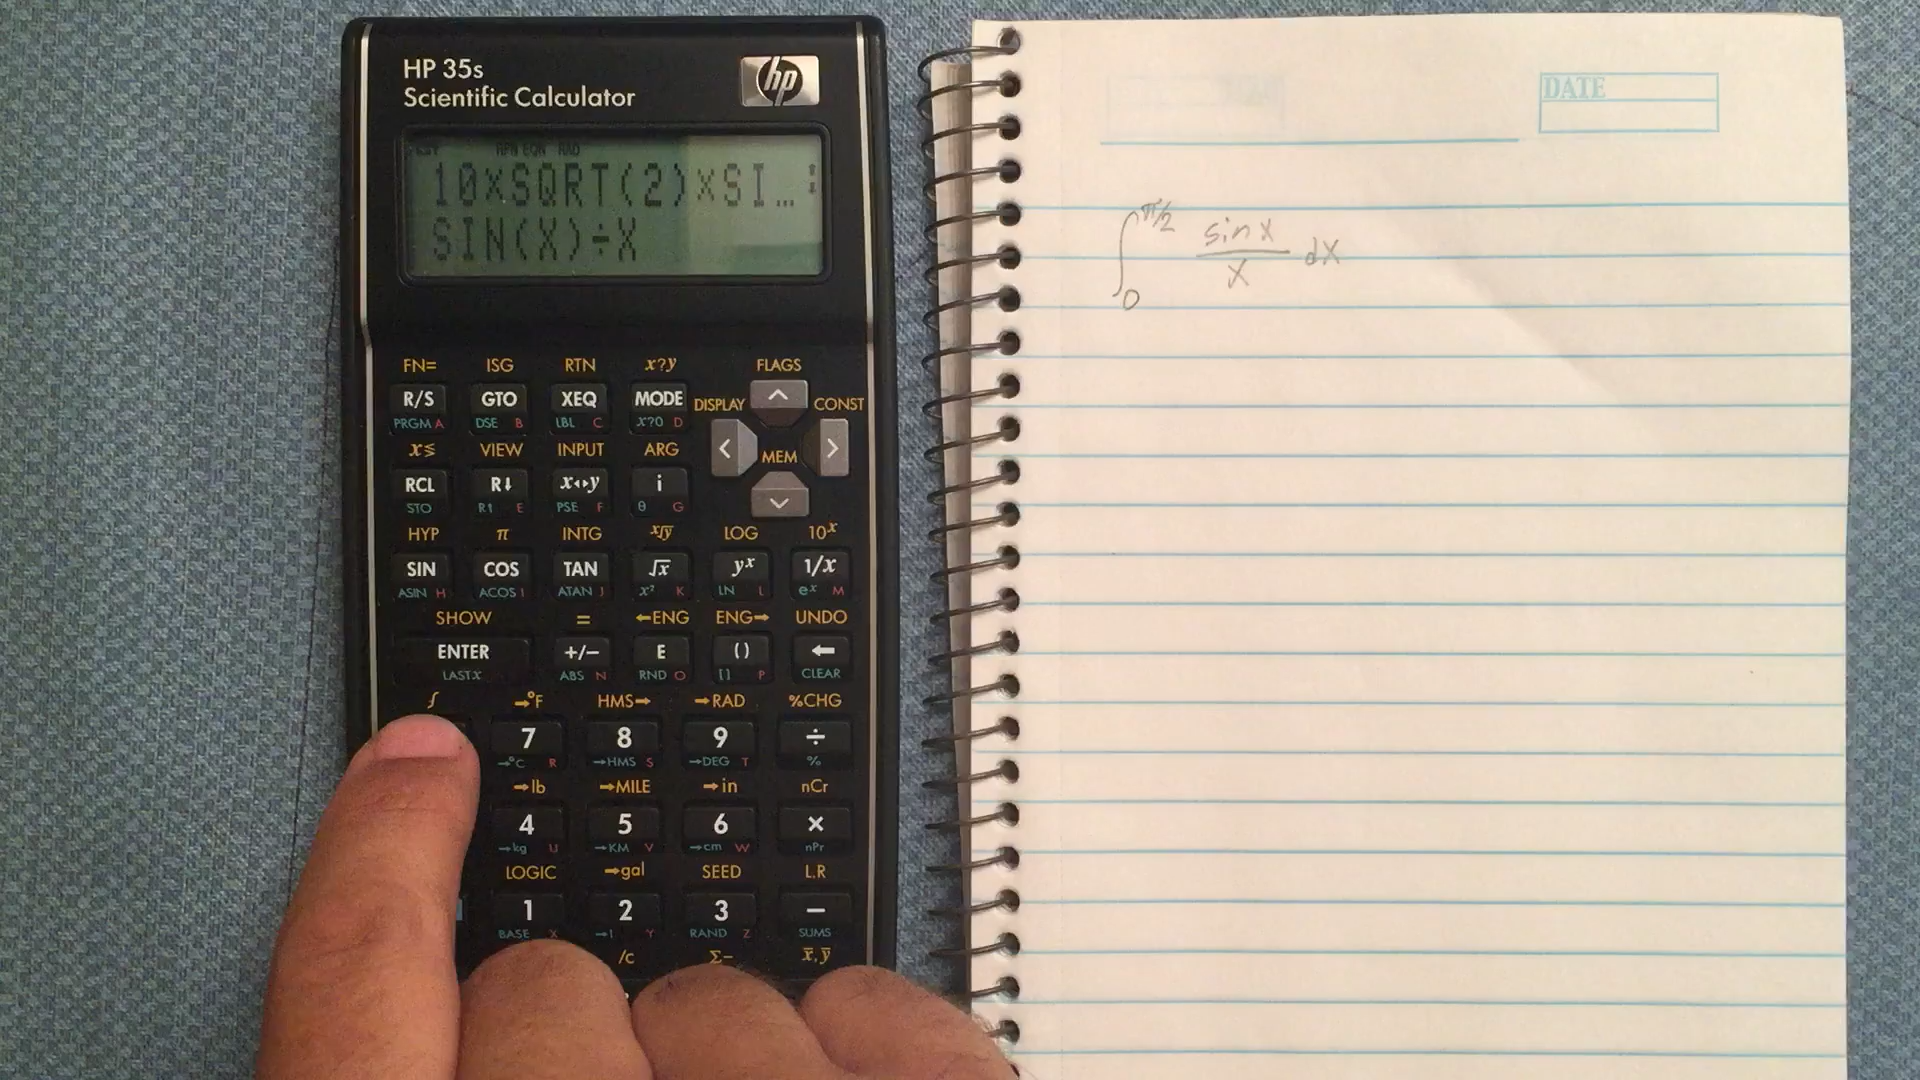 HP 35s
Scientific Calculator
hp
RPN EQN RAD
10×SQRT(2)×SI…
SIN(X)÷X
FN= ISG RTN x?y FLAGS
R/S GTO XEQ MODE DISPLAY CONST
PRGM A DSE B LBL C x?0 D
x≶ VIEW INPUT ARG MEM
RCL R↓ x↔y i
STO R↑ E PSE F θ G
HYP π INTG x√y LOG 10ˣ
SIN COS TAN √x yˣ 1/x
ASIN H ACOS I ATAN J x² K LN L eˣ M
SHOW = ←ENG ENG→ UNDO
ENTER +/− E ( ) ←
LASTx ABS N RND O [ ] P CLEAR
∫ →°F HMS→ →RAD %CHG
7 8 9 ÷
→°C R →HMS S →DEG T %
→lb →MILE →in nCr
4 5 6 ×
→kg U →KM V →cm W nPr
LOGIC →gal SEED L.R
1 2 3 −
BASE X →l Y RAND Z SUMS
/c Σ− x̄,ȳ
DATE
∫₀^π/2 sin x / x dx